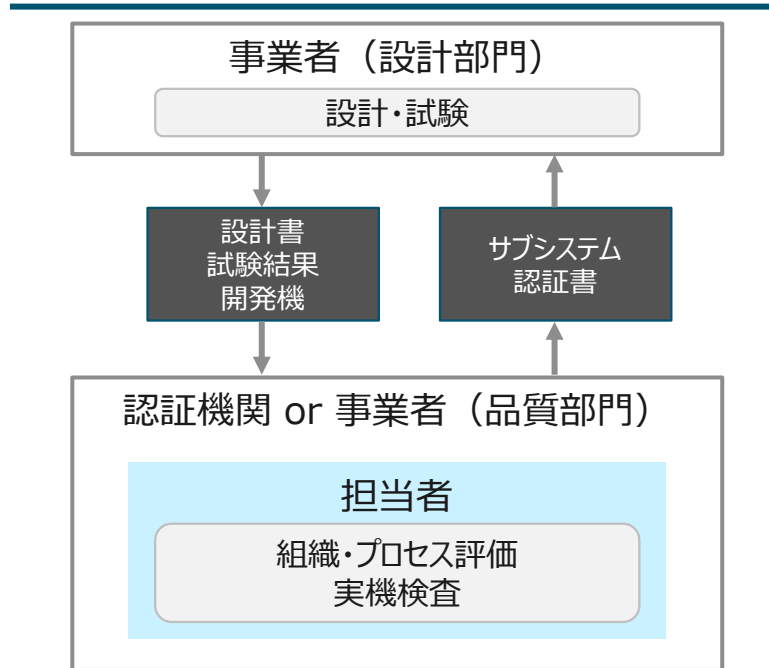 事業者（設計部門）
設計・試験
設計書
試験結果
開発機
サブシステム
認証書
認証機関 or 事業者（品質部門）
担当者
組織・プロセス評価
実機検査